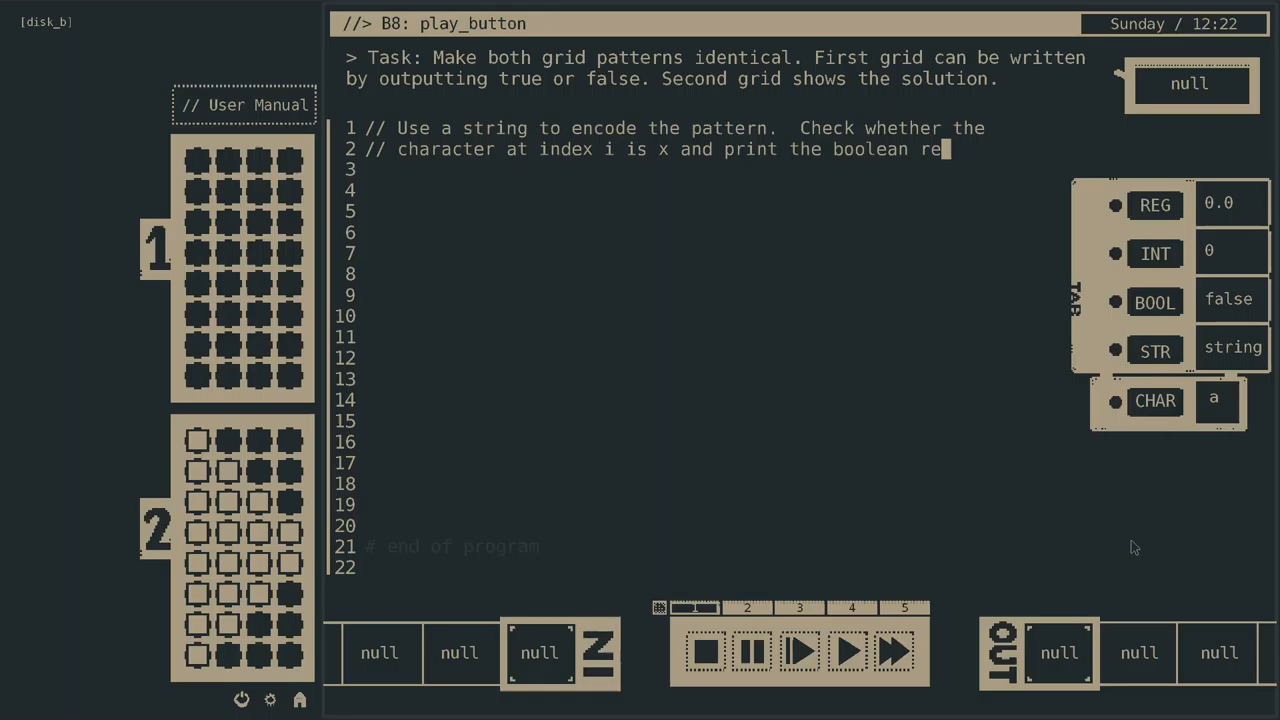 [disk_b]
//> B8: play_button
Sunday / 12:22
> Task: Make both grid patterns identical. First grid can be written
by outputting true or false. Second grid shows the solution.
null
// User Manual
1 // Use a string to encode the pattern.  Check whether the
2 // character at index i is x and print the boolean re
3
4
5
6
7
8
9
10
11
12
13
14
15
16
17
18
19
20
21 # end of program
22
1
2
REG 0.0
INT 0
BOOL false
STR string
CHAR a
TAB
1 2 3 4 5
null null null IN
OUT null null null